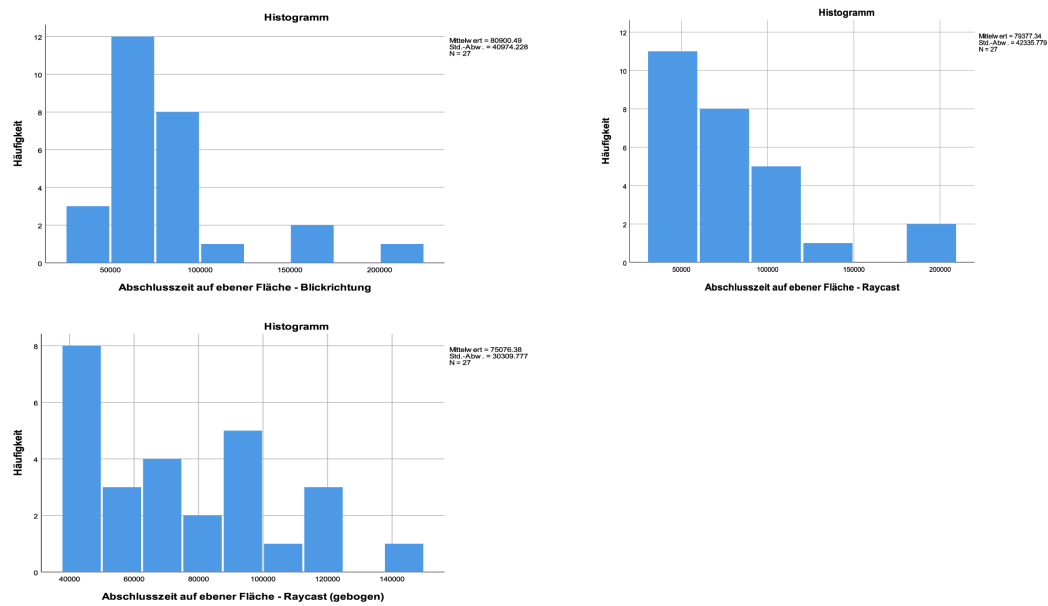 Histogramm
Mittelwert = 80900.49
Std.-Abw. = 40974.228
N = 27
12
10
8
6
4
2
0
Häufigkeit
50000 100000 150000 200000
Abschlusszeit auf ebener Fläche - Blickrichtung
Histogramm
Mittelwert = 79377.34
Std.-Abw. = 42335.779
N = 27
12
10
8
6
4
2
0
Häufigkeit
50000 100000 150000 200000
Abschlusszeit auf ebener Fläche - Raycast
Histogramm
Mittelwert = 75076.38
Std.-Abw. = 30309.777
N = 27
8
6
4
2
0
Häufigkeit
40000 60000 80000 100000 120000 140000
Abschlusszeit auf ebener Fläche - Raycast (gebogen)